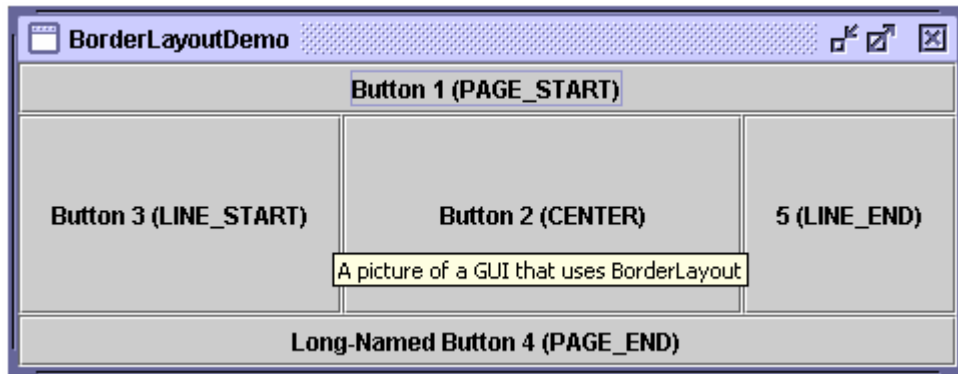 BorderLayoutDemo
Button 1 (PAGE_START)
Button 3 (LINE_START)
Button 2 (CENTER)
5 (LINE_END)
A picture of a GUI that uses BorderLayout
Long-Named Button 4 (PAGE_END)